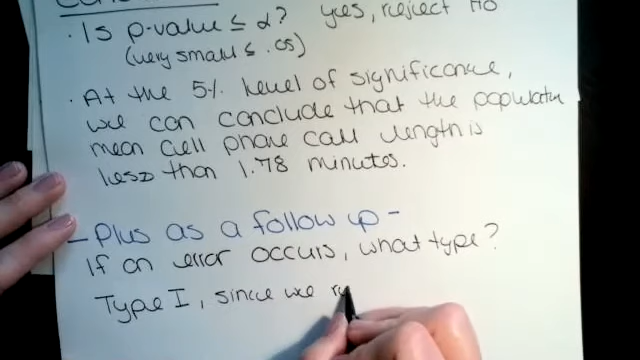 · Is p-value ≤ α? yes, reject Ho
(very small ≤ .05)
· At the 5% level of significance,
we can conclude that the population
mean cell phone call length is
less than 1.78 minutes.
- Plus as a follow up -
If an error occurs, what type?
Type I, since we